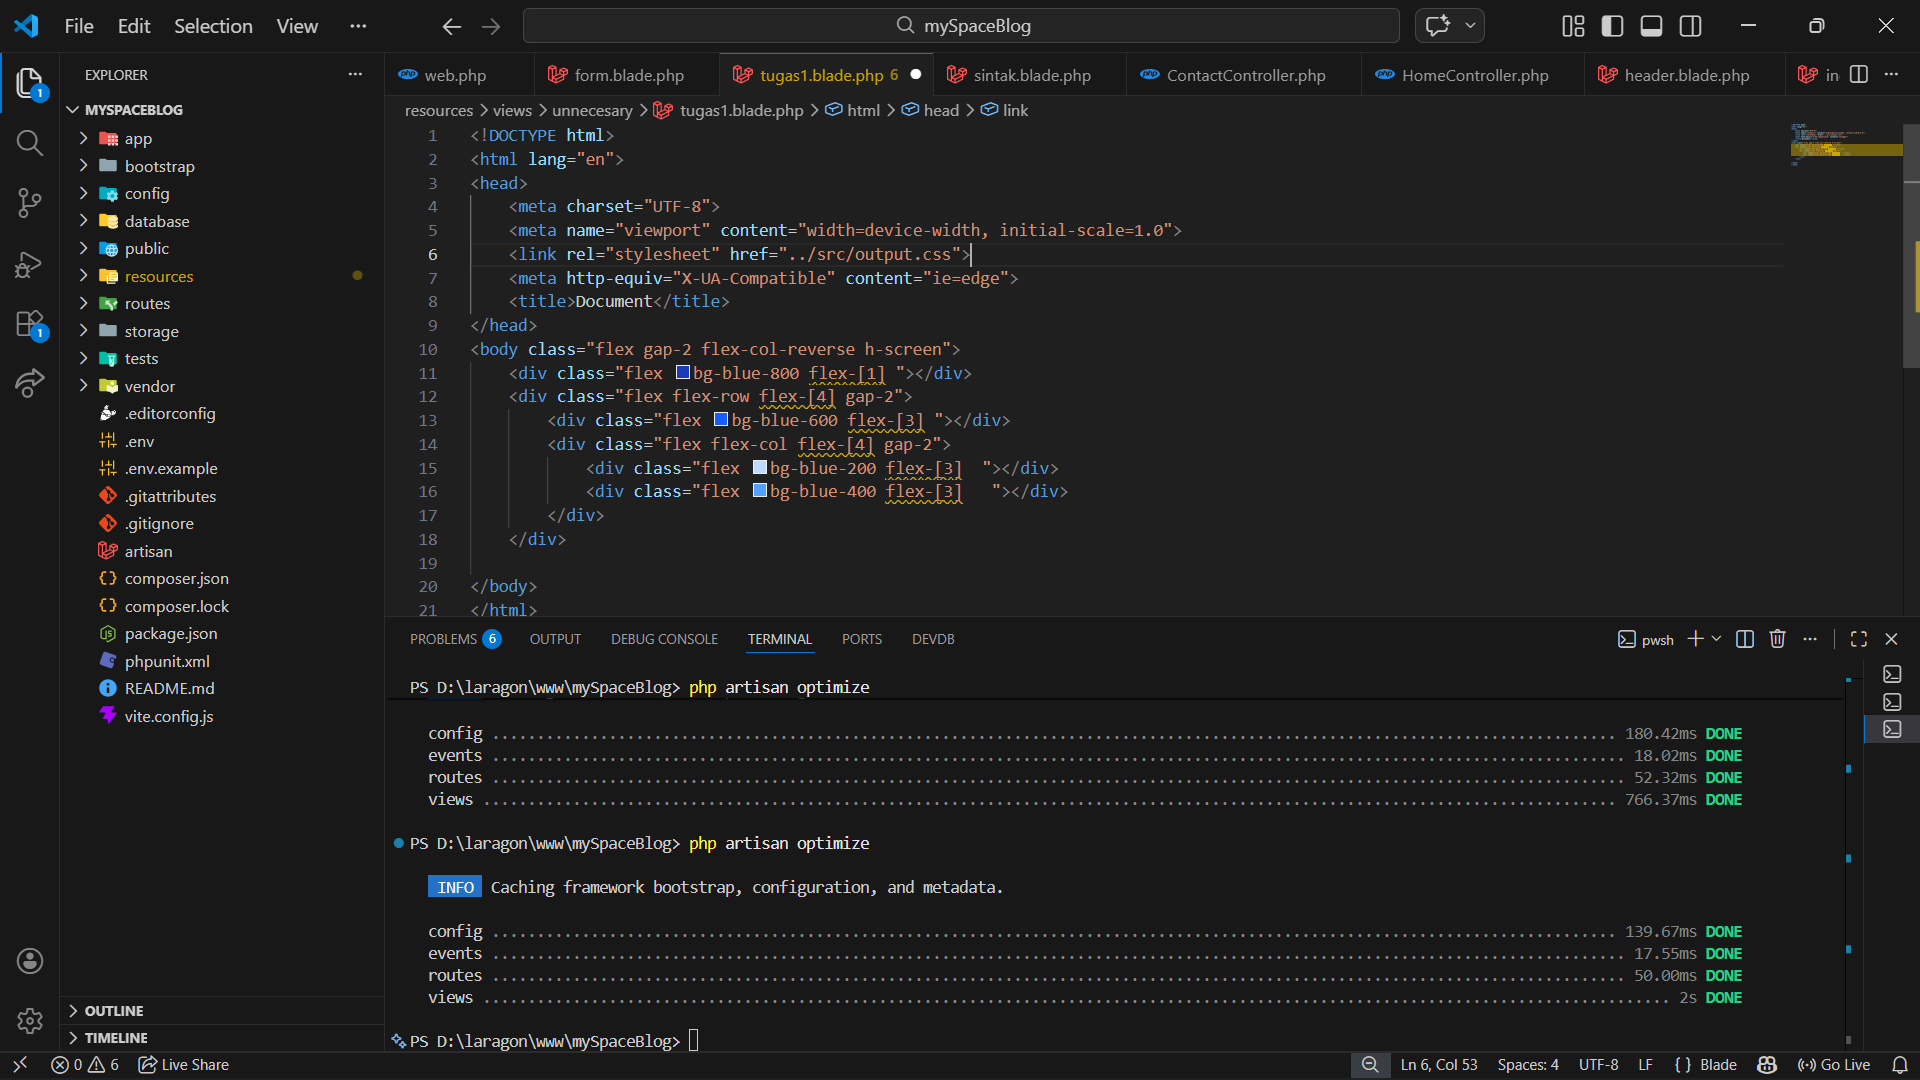 File Edit Selection View ··· mySpaceBlog
EXPLORER ···
web.php form.blade.php tugas1.blade.php 6 sintak.blade.php ContactController.php HomeController.php header.blade.php in ···
resources > views > unnecesary > tugas1.blade.php > html > head > link
MYSPACEBLOG
app
bootstrap
config
database
public
resources
routes
storage
tests
vendor
.editorconfig
.env
.env.example
.gitattributes
.gitignore
artisan
composer.json
composer.lock
package.json
phpunit.xml
README.md
vite.config.js
OUTLINE
TIMELINE
1 <!DOCTYPE html>
2 <html lang="en">
3 <head>
4     <meta charset="UTF-8">
5     <meta name="viewport" content="width=device-width, initial-scale=1.0">
6     <link rel="stylesheet" href="../src/output.css">
7     <meta http-equiv="X-UA-Compatible" content="ie=edge">
8     <title>Document</title>
9 </head>
10 <body class="flex gap-2 flex-col-reverse h-screen">
11     <div class="flex bg-blue-800 flex-[1] "></div>
12     <div class="flex flex-row flex-[4] gap-2">
13         <div class="flex bg-blue-600 flex-[3] "></div>
14         <div class="flex flex-col flex-[4] gap-2">
15             <div class="flex bg-blue-200 flex-[3]  "></div>
16             <div class="flex bg-blue-400 flex-[3]   "></div>
17         </div>
18     </div>
19
20 </body>
21 </html>
PROBLEMS 6 OUTPUT DEBUG CONSOLE TERMINAL PORTS DEVDB pwsh ···
PS D:\laragon\www\mySpaceBlog> php artisan optimize
config ........ 180.42ms DONE
events ........ 18.02ms DONE
routes ........ 52.32ms DONE
views ........ 766.37ms DONE
PS D:\laragon\www\mySpaceBlog> php artisan optimize
INFO Caching framework bootstrap, configuration, and metadata.
config ........ 139.67ms DONE
events ........ 17.55ms DONE
routes ........ 50.00ms DONE
views ........ 2s DONE
PS D:\laragon\www\mySpaceBlog>
1
1
0 6 Live Share Ln 6, Col 53 Spaces: 4 UTF-8 LF { } Blade Go Live